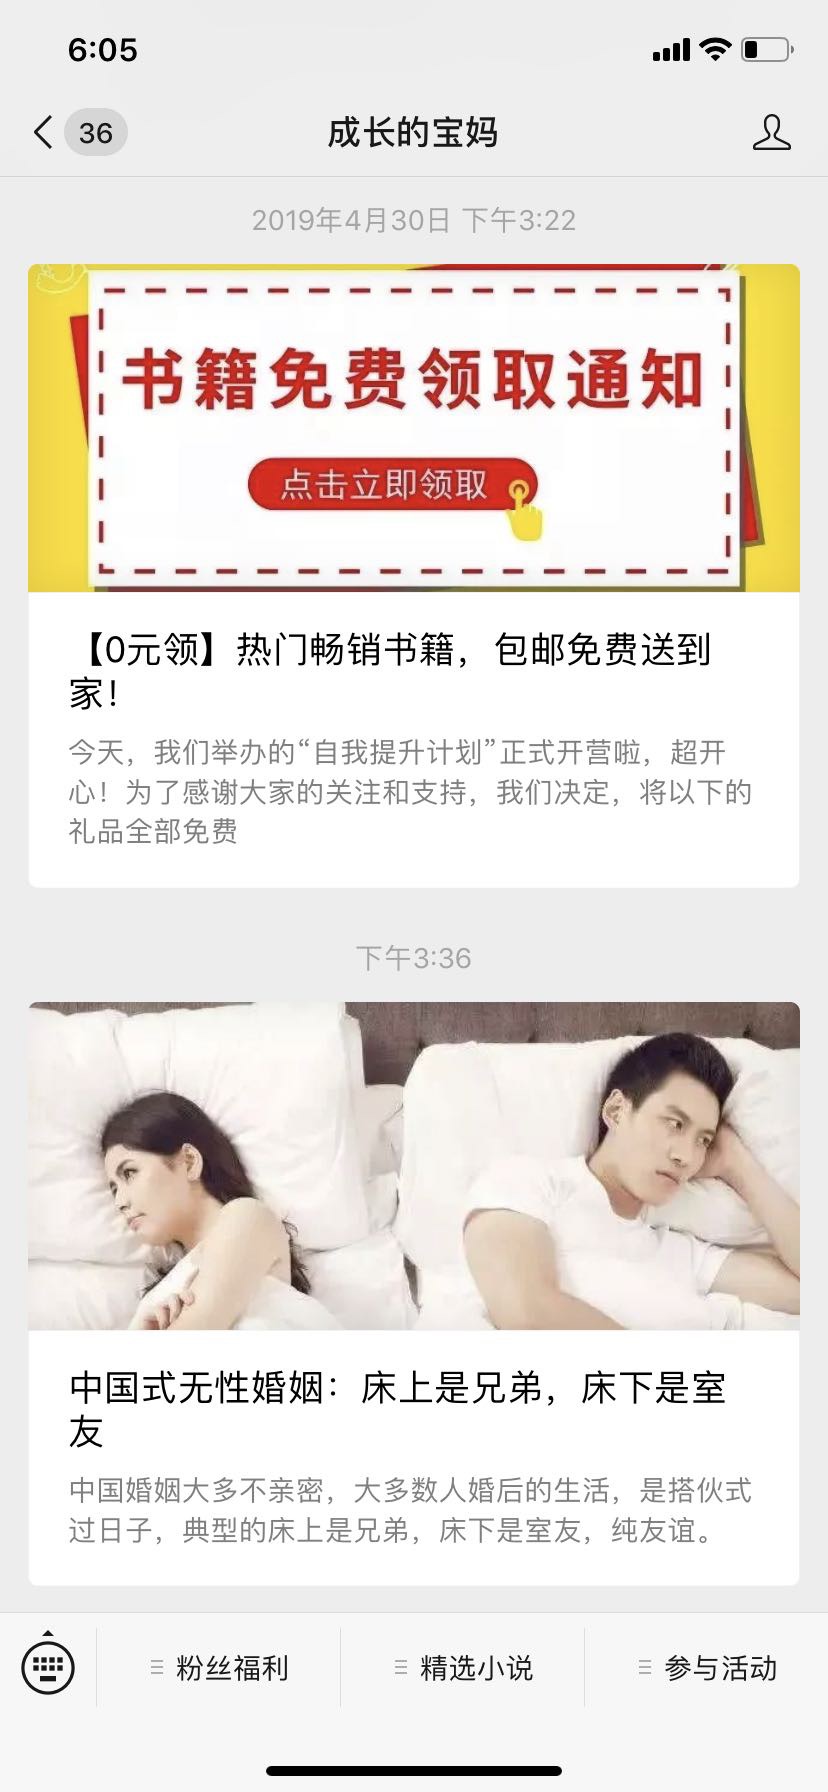 6:05
36
成长的宝妈
2019年4月30日 下午3:22
书籍免费领取通知
点击立即领取
【0元领】热门畅销书籍，包邮免费送到
家！
今天，我们举办的“自我提升计划”正式开营啦，超开
心！为了感谢大家的关注和支持，我们决定，将以下的
礼品全部免费
下午3:36
中国式无性婚姻：床上是兄弟，床下是室
友
中国婚姻大多不亲密，大多数人婚后的生活，是搭伙式
过日子，典型的床上是兄弟，床下是室友，纯友谊。
粉丝福利
精选小说
参与活动